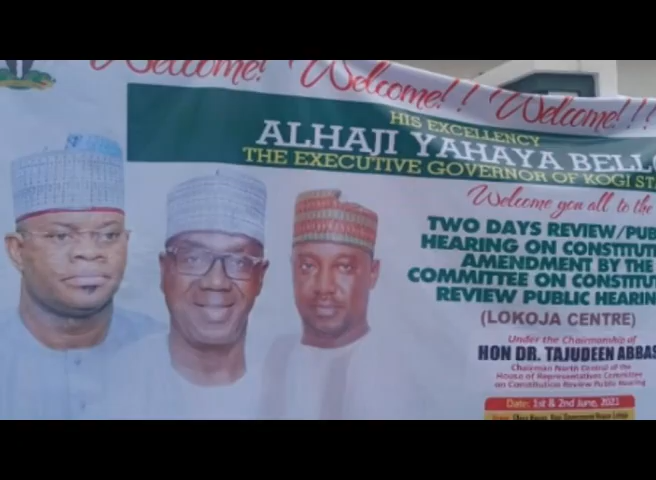 Welcome! Welcome!! Welcome!!!
HIS EXCELLENCY
ALHAJI YAHAYA BELLO
THE EXECUTIVE GOVERNOR OF KOGI STA
Welcome you all to the
TWO DAYS REVIEW/PUB
HEARING ON CONSTITUT
AMENDMENT BY THE
COMMITTEE ON CONSTITU
REVIEW PUBLIC HEARIN
(LOKOJA CENTRE)
Under the Chairmanship of
HON DR. TAJUDEEN ABBAS
Chairman North Central of the
House of Representatives Committee
on Constitution Review Public Hearing
Date: 1st & 2nd June, 2021
House